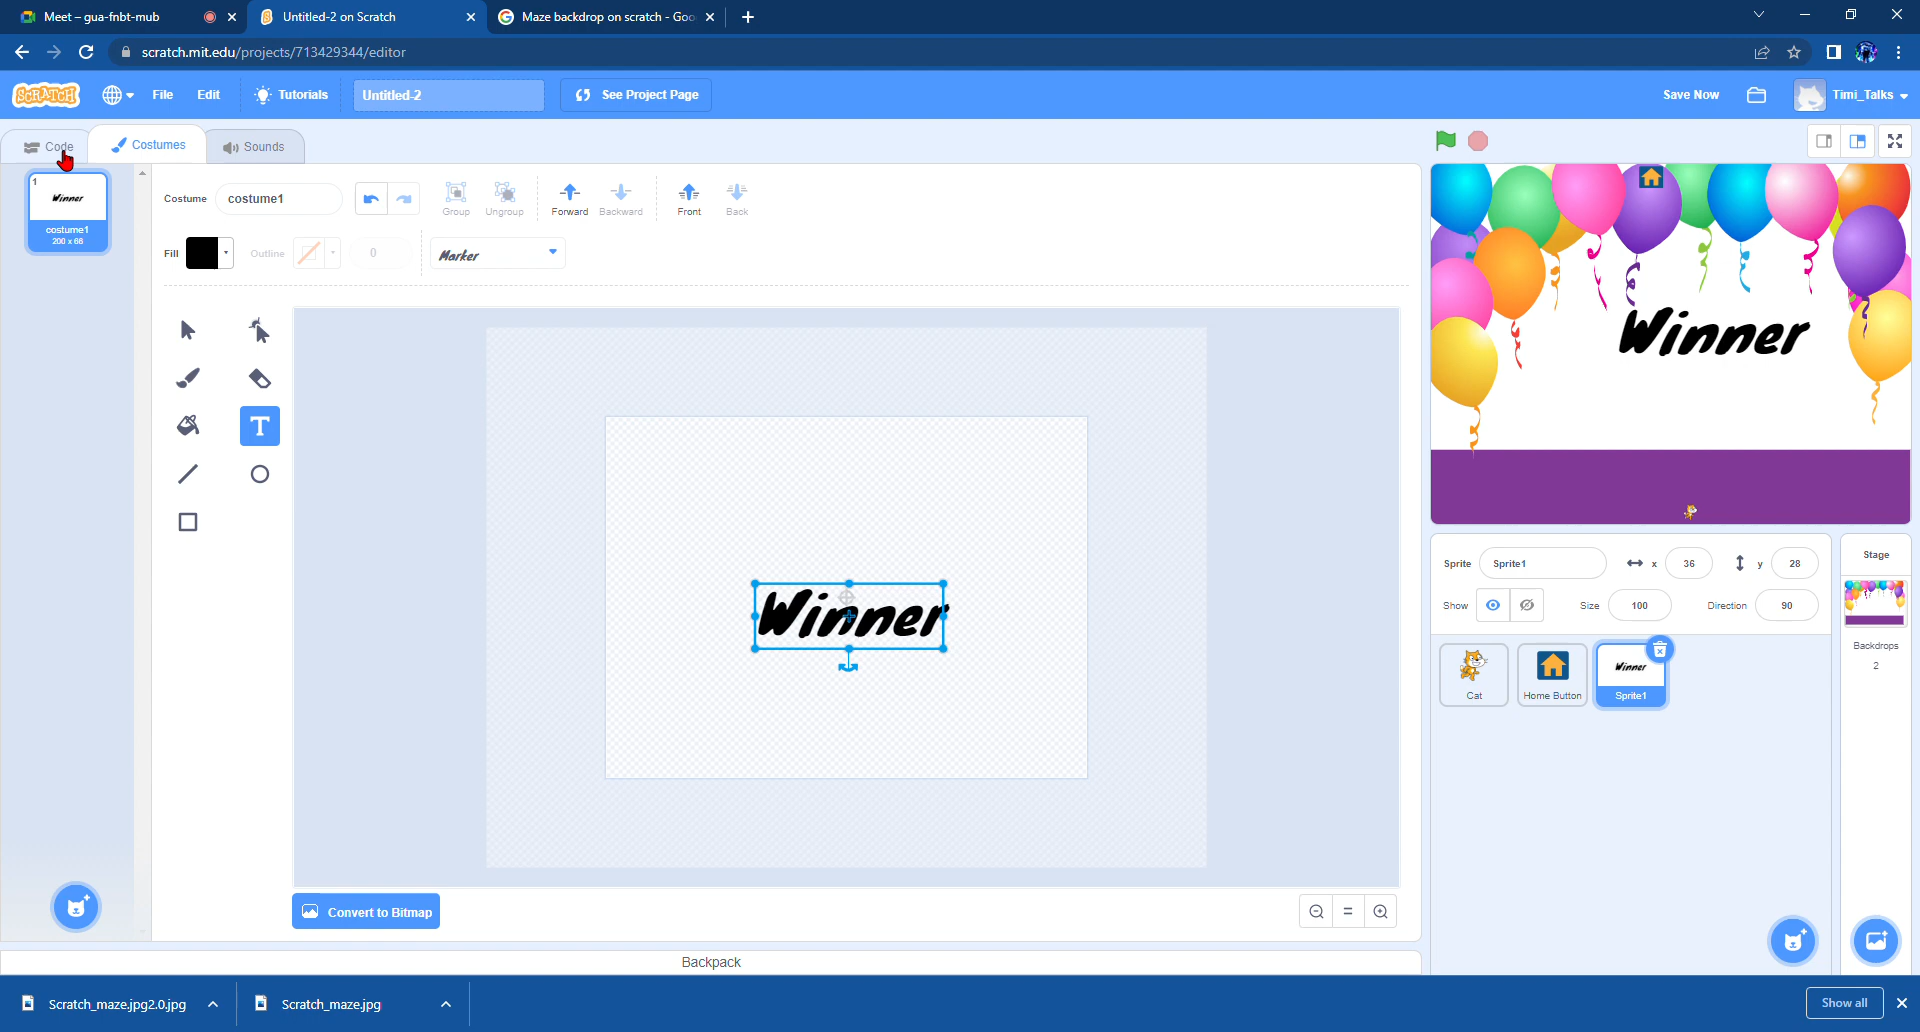 Meet – gua-fnbt-mub
Untitled-2 on Scratch
Maze backdrop on scratch - Goo
scratch.mit.edu/projects/713429344/editor
SCRATCH
File
Edit
Tutorials
Untitled-2
See Project Page
Save Now
Timi_Talks
Code
Costumes
Sounds
1
Winner
costume1
200 x 66
Costume
costume1
Group
Ungroup
Forward
Backward
Front
Back
Fill
Outline
0
Marker
T
Winner
Convert to Bitmap
Backpack
Winner
Sprite
Sprite1
x
36
y
28
Show
Size
100
Direction
90
Cat
Home Button
Winner
Sprite1
Stage
Backdrops
2
Scratch_maze.jpg2.0.jpg
Scratch_maze.jpg
Show all